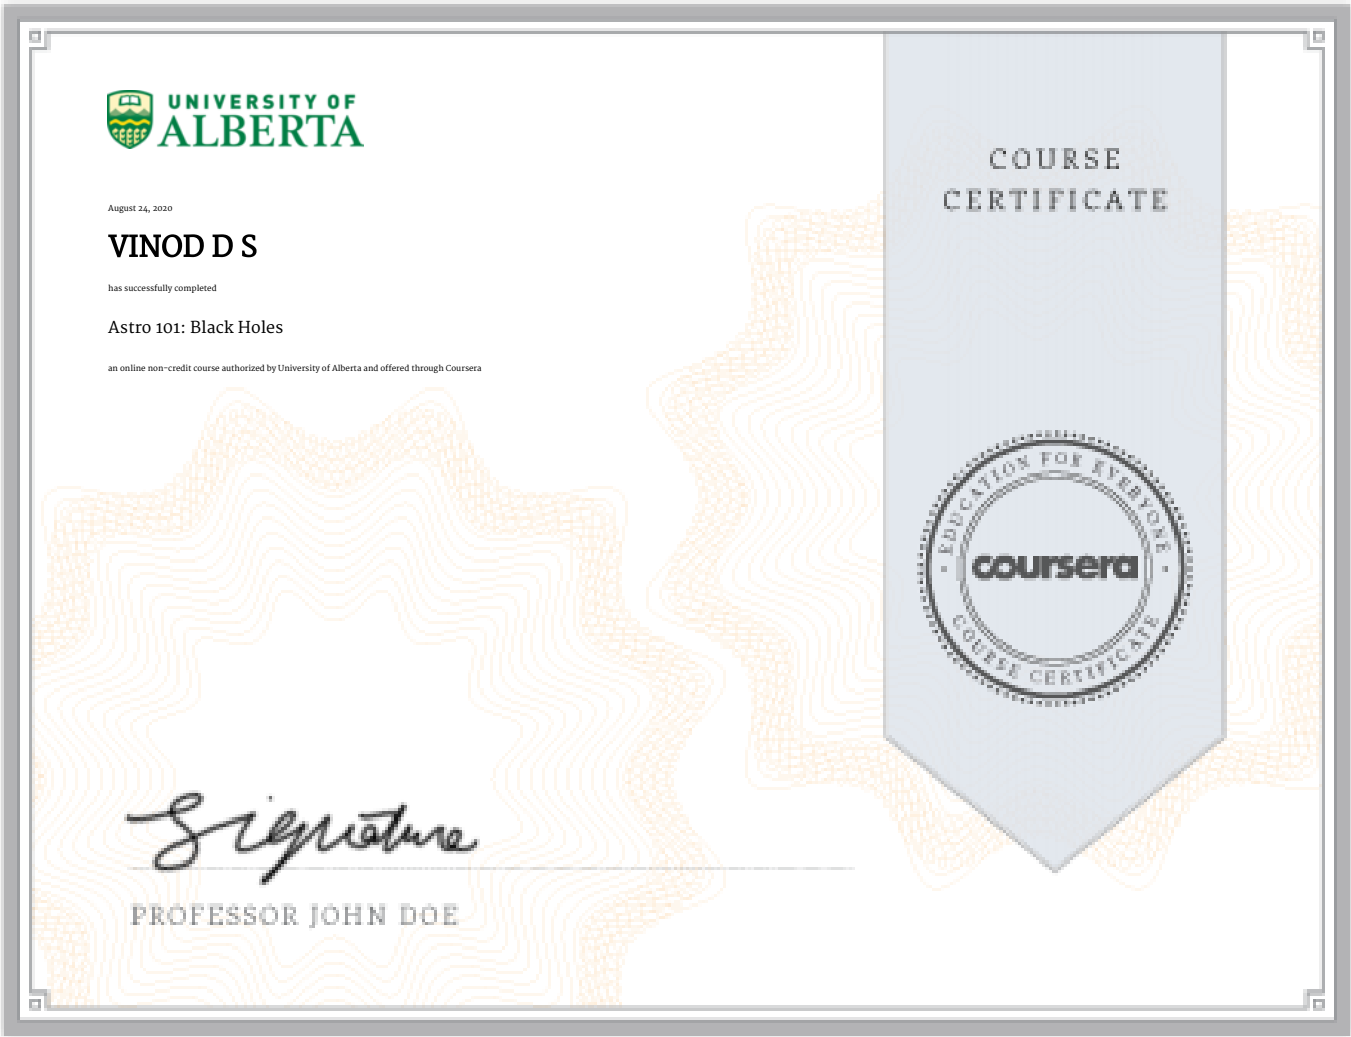 UNIVERSITY OF
ALBERTA
August 24, 2020
VINOD D S
has successfully completed
Astro 101: Black Holes
an online non-credit course authorized by University of Alberta and offered through Coursera
COURSE
CERTIFICATE
EDUCATION FOR EVERYONE
coursera
COURSE CERTIFICATE
Signature
PROFESSOR JOHN DOE